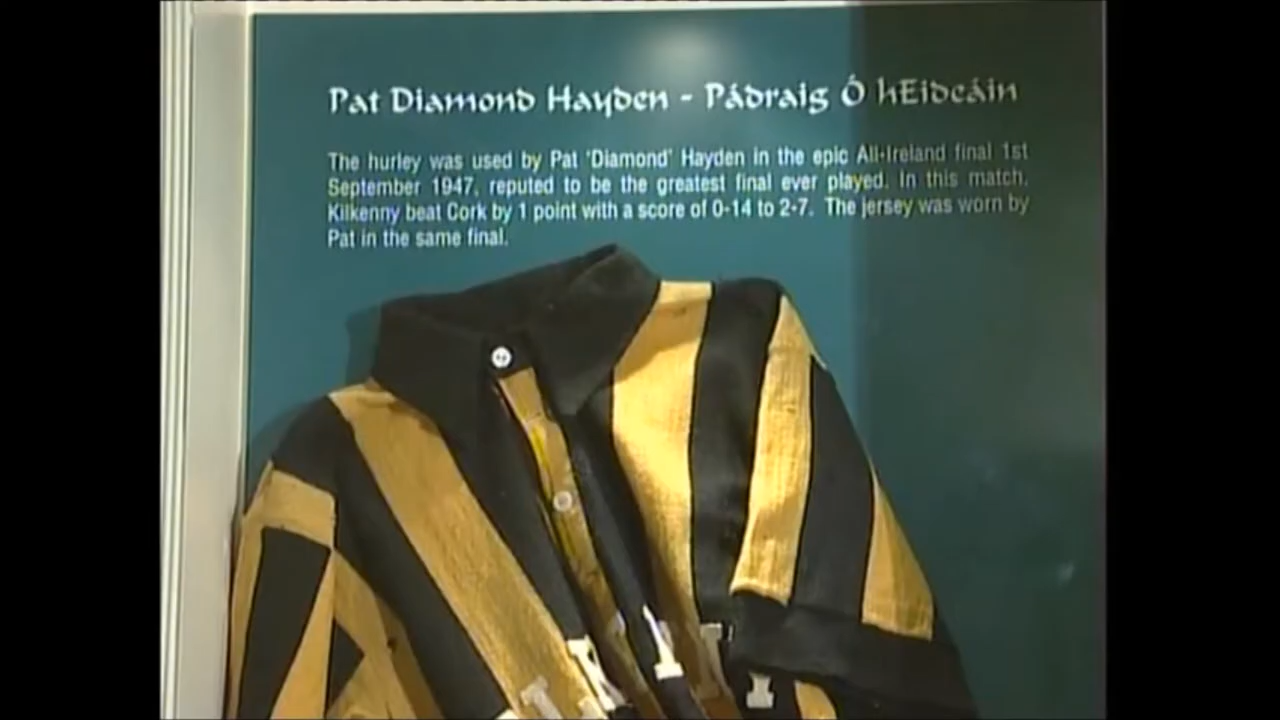 Pat Diamond Hayden - Pádraig Ó hEideáin
The hurley was used by Pat 'Diamond' Hayden in the epic All-Ireland final 1st
September 1947, reputed to be the greatest final ever played. In this match,
Kilkenny beat Cork by 1 point with a score of 0-14 to 2-7. The jersey was worn by
Pat in the same final.